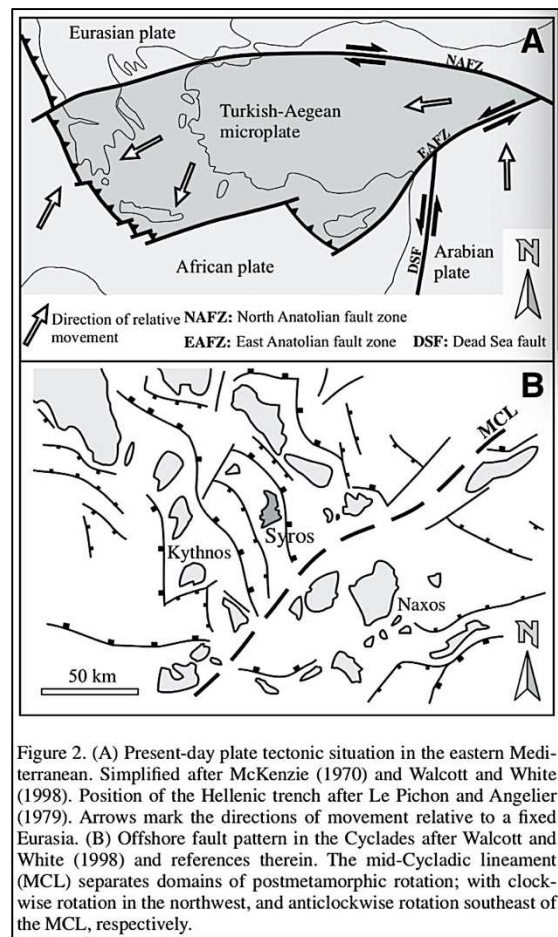 Eurasian plate
A
NAFZ
Turkish-Aegean
microplate
EAFZ
African plate
DSF
Arabian
plate
N
Direction of relative
movement
NAFZ: North Anatolian fault zone
EAFZ: East Anatolian fault zone
DSF: Dead Sea fault
B
MCL
Syros
Kythnos
Naxos
N
50 km
Figure 2. (A) Present-day plate tectonic situation in the eastern Medi-
terranean. Simplified after McKenzie (1970) and Walcott and White
(1998). Position of the Hellenic trench after Le Pichon and Angelier
(1979). Arrows mark the directions of movement relative to a fixed
Eurasia. (B) Offshore fault pattern in the Cyclades after Walcott and
White (1998) and references therein. The mid-Cycladic lineament
(MCL) separates domains of postmetamorphic rotation; with clock-
wise rotation in the northwest, and anticlockwise rotation southeast of
the MCL, respectively.